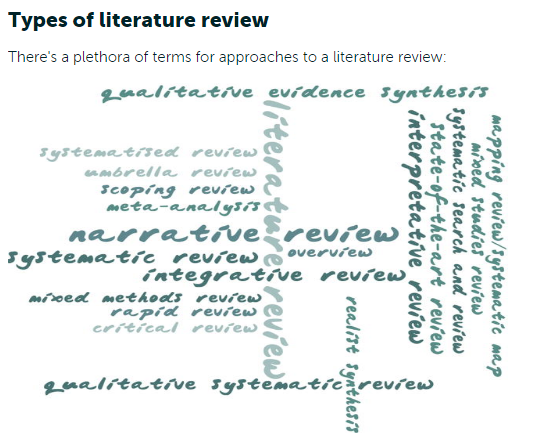 Types of literature review
There's a plethora of terms for approaches to a literature review:
qualitative evidence synthesis
literature review
systematised review
umbrella review
scoping review
meta-analysis
narrative review
systematic review
overview
integrative review
mixed methods review
rapid review
critical review
qualitative systematic review
realist synthesis
interpretative review
state-of-the-art review
systematic search and review
mixed studies review
mapping review/systematic map